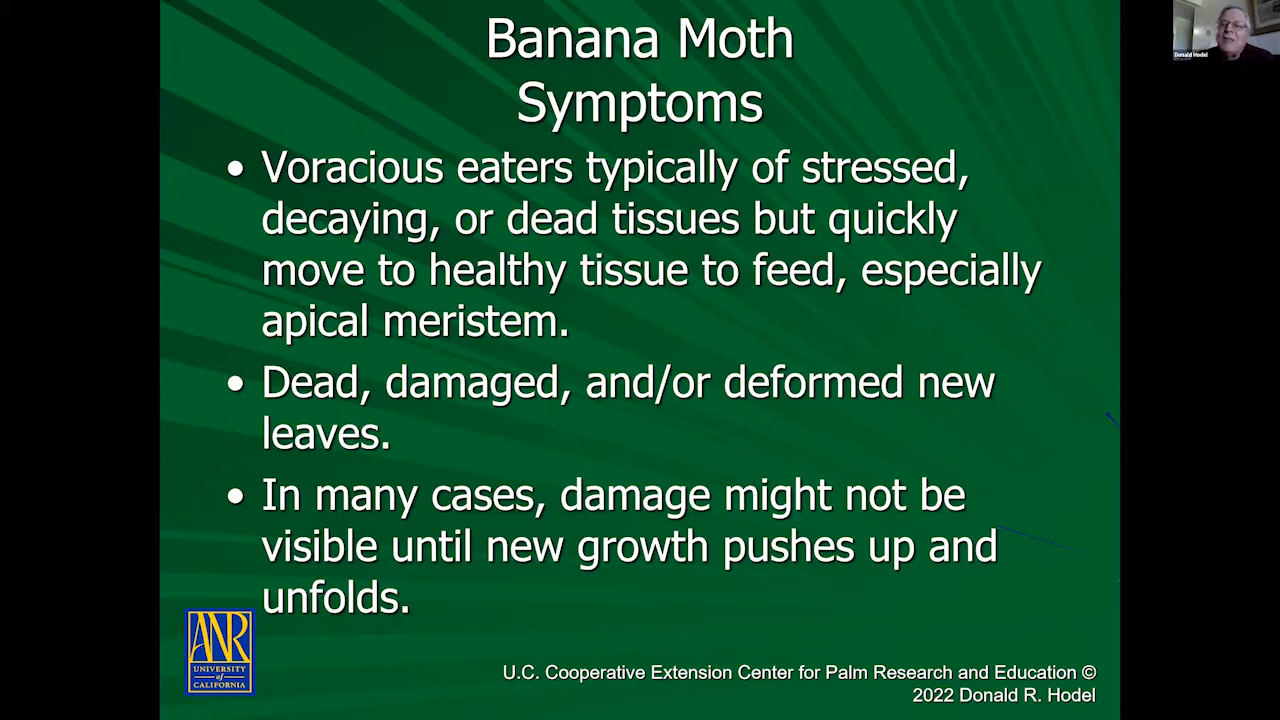 Banana Moth
Symptoms
• Voracious eaters typically of stressed,
decaying, or dead tissues but quickly
move to healthy tissue to feed, especially
apical meristem.
• Dead, damaged, and/or deformed new
leaves.
• In many cases, damage might not be
visible until new growth pushes up and
unfolds.
ANR
UNIVERSITY
of
CALIFORNIA
U.C. Cooperative Extension Center for Palm Research and Education ©
2022 Donald R. Hodel
Donald Hodel